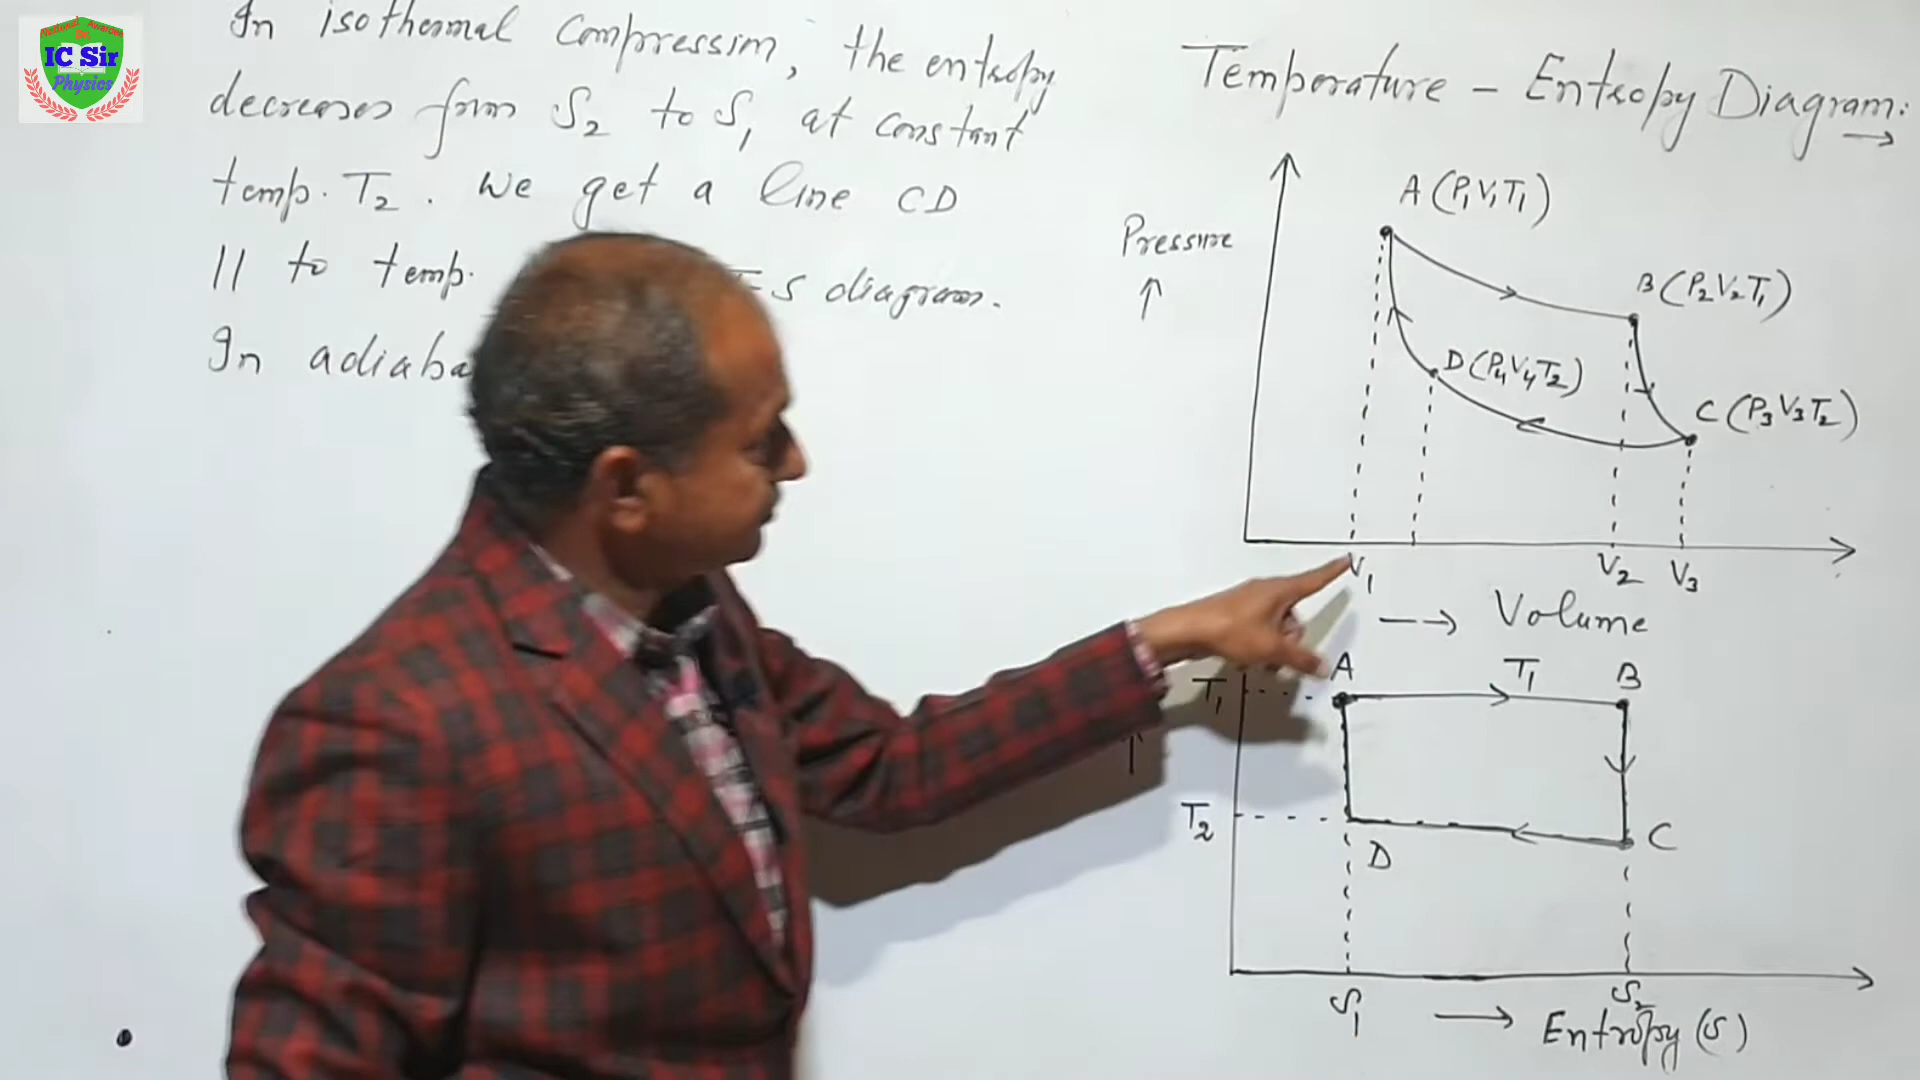 IC Sir
Physics
In isothermal compression, the entropy
decreases from S2 to S1 at constant
temp. T2. We get a line CD
|| to temp. S diagram.
In adiaba
Temperature - Entropy Diagram:→
A (P1V1T1)
Pressure
↑
B (P2V2T1)
D (P4V4T2)
C (P3V3T2)
V1
V2
V3
--→ Volume
A
T1
B
T1
↑
T2
D
C
S1
S2
→ Entropy (S)